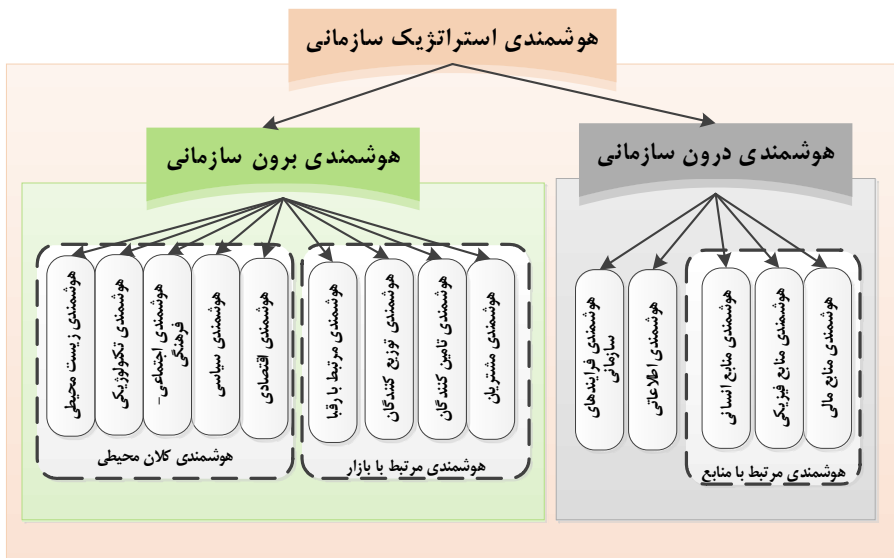 هوشمندی استراتژیک سازمانی
هوشمندی درون سازمانی
هوشمندی برون سازمانی
هوشمندی منابع مالی
هوشمندی منابع فیزیکی
هوشمندی منابع انسانی
هوشمندی اطلاعاتی
هوشمندی فرایندهای
سازمانی
هوشمندی مرتبط با منابع
هوشمندی مشتریان
هوشمندی تامین کنندگان
هوشمندی توزیع کنندگان
هوشمندی مرتبط با رقبا
هوشمندی مرتبط با بازار
هوشمندی اقتصادی
هوشمندی سیاسی
هوشمندی اجتماعی–
فرهنگی
هوشمندی تکولوزیکی
هوشمندی زیست محیطی
هوشمندی کلان محیطی